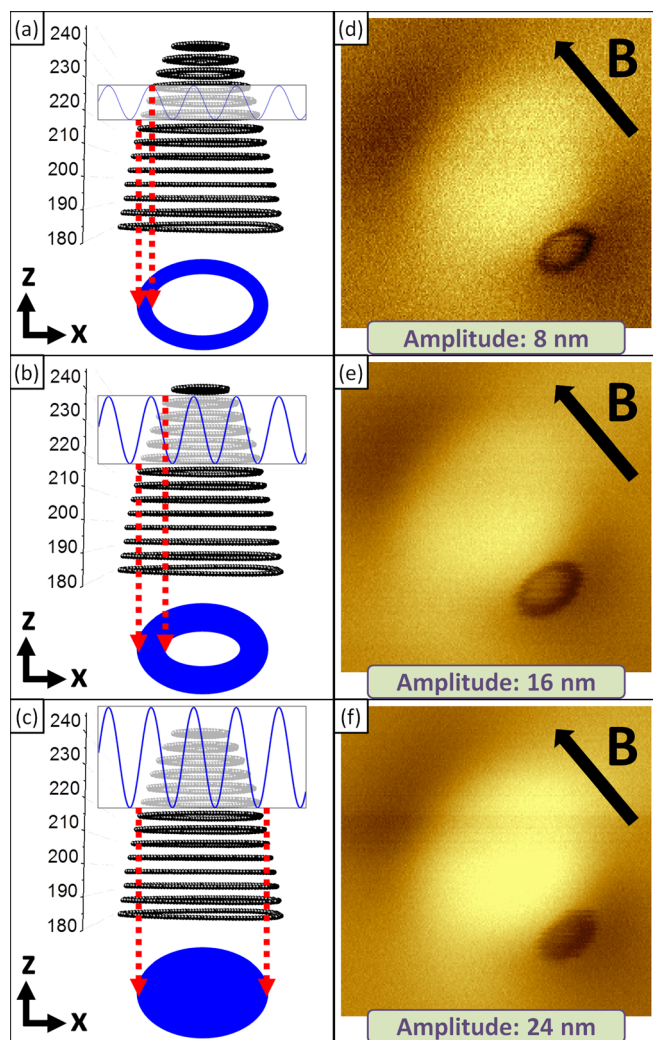 (a)
240
230
220
210
200
190
180
z
x
(d)
B
Amplitude: 8 nm
(b)
240
230
220
210
200
190
180
z
x
(e)
B
Amplitude: 16 nm
(c)
240
230
220
210
200
190
180
z
x
(f)
B
Amplitude: 24 nm